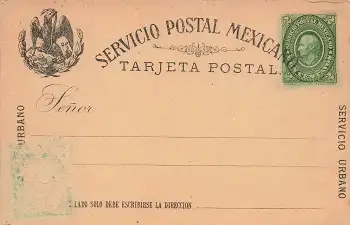 SERVICIO POSTAL MEXICANO
TARJETA POSTAL.
Señor
URBANO
SERVICIO URBANO
LADO SOLO DEBE ESCRIBIRSE LA DIRECCION